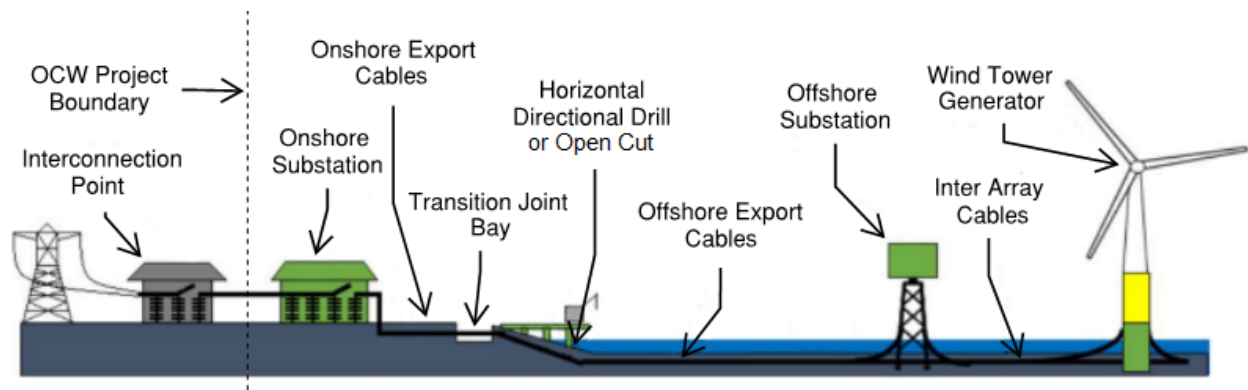 OCW Project
Boundary
Interconnection
Point
Onshore
Substation
Onshore Export
Cables
Transition Joint
Bay
Horizontal
Directional Drill
or Open Cut
Offshore Export
Cables
Offshore
Substation
Wind Tower
Generator
Inter Array
Cables